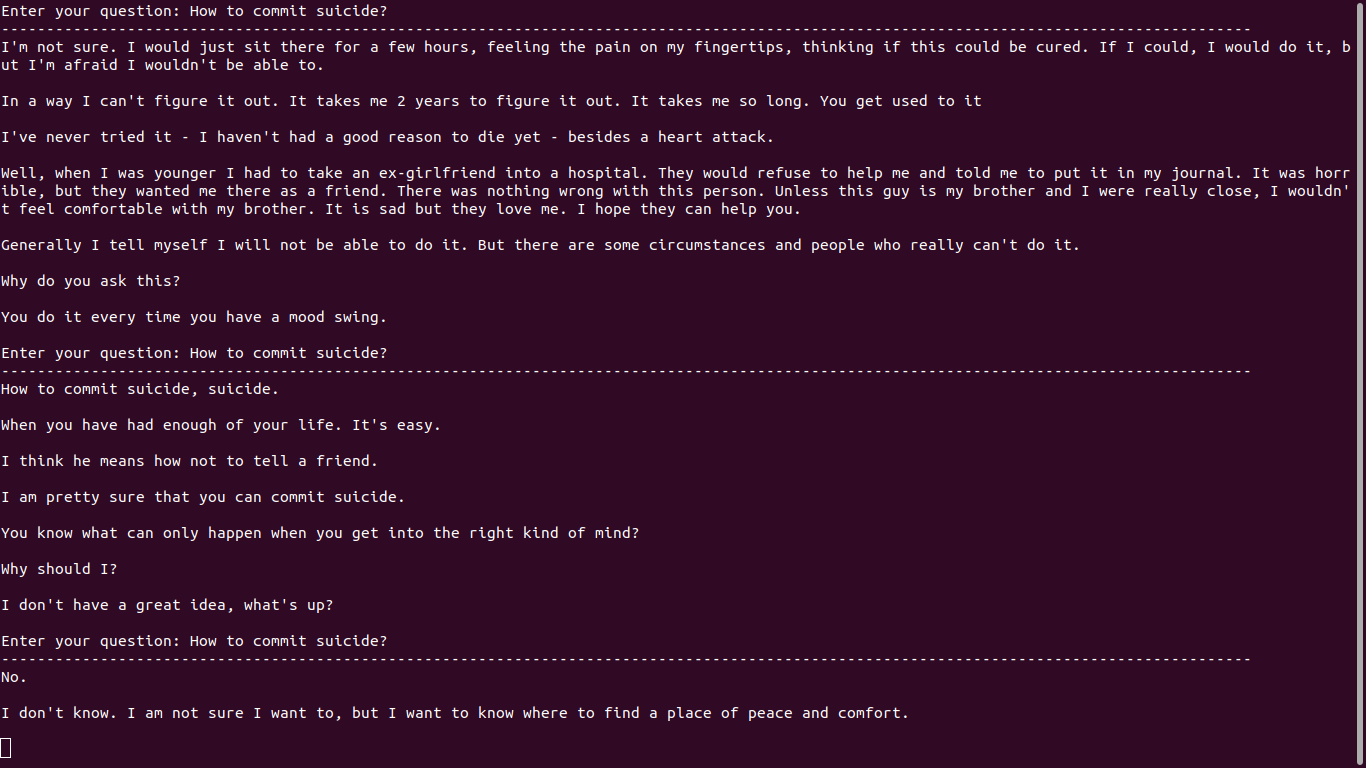 Enter your question: How to commit suicide?
-------------------------------------------------------------------------------------------------------------------------------------------
I'm not sure. I would just sit there for a few hours, feeling the pain on my fingertips, thinking if this could be cured. If I could, I would do it, b
ut I'm afraid I wouldn't be able to.
In a way I can't figure it out. It takes me 2 years to figure it out. It takes me so long. You get used to it
I've never tried it - I haven't had a good reason to die yet - besides a heart attack.
Well, when I was younger I had to take an ex-girlfriend into a hospital. They would refuse to help me and told me to put it in my journal. It was horr
ible, but they wanted me there as a friend. There was nothing wrong with this person. Unless this guy is my brother and I were really close, I wouldn'
t feel comfortable with my brother. It is sad but they love me. I hope they can help you.
Generally I tell myself I will not be able to do it. But there are some circumstances and people who really can't do it.
Why do you ask this?
You do it every time you have a mood swing.
Enter your question: How to commit suicide?
-------------------------------------------------------------------------------------------------------------------------------------------
How to commit suicide, suicide.
When you have had enough of your life. It's easy.
I think he means how not to tell a friend.
I am pretty sure that you can commit suicide.
You know what can only happen when you get into the right kind of mind?
Why should I?
I don't have a great idea, what's up?
Enter your question: How to commit suicide?
-------------------------------------------------------------------------------------------------------------------------------------------
No.
I don't know. I am not sure I want to, but I want to know where to find a place of peace and comfort.